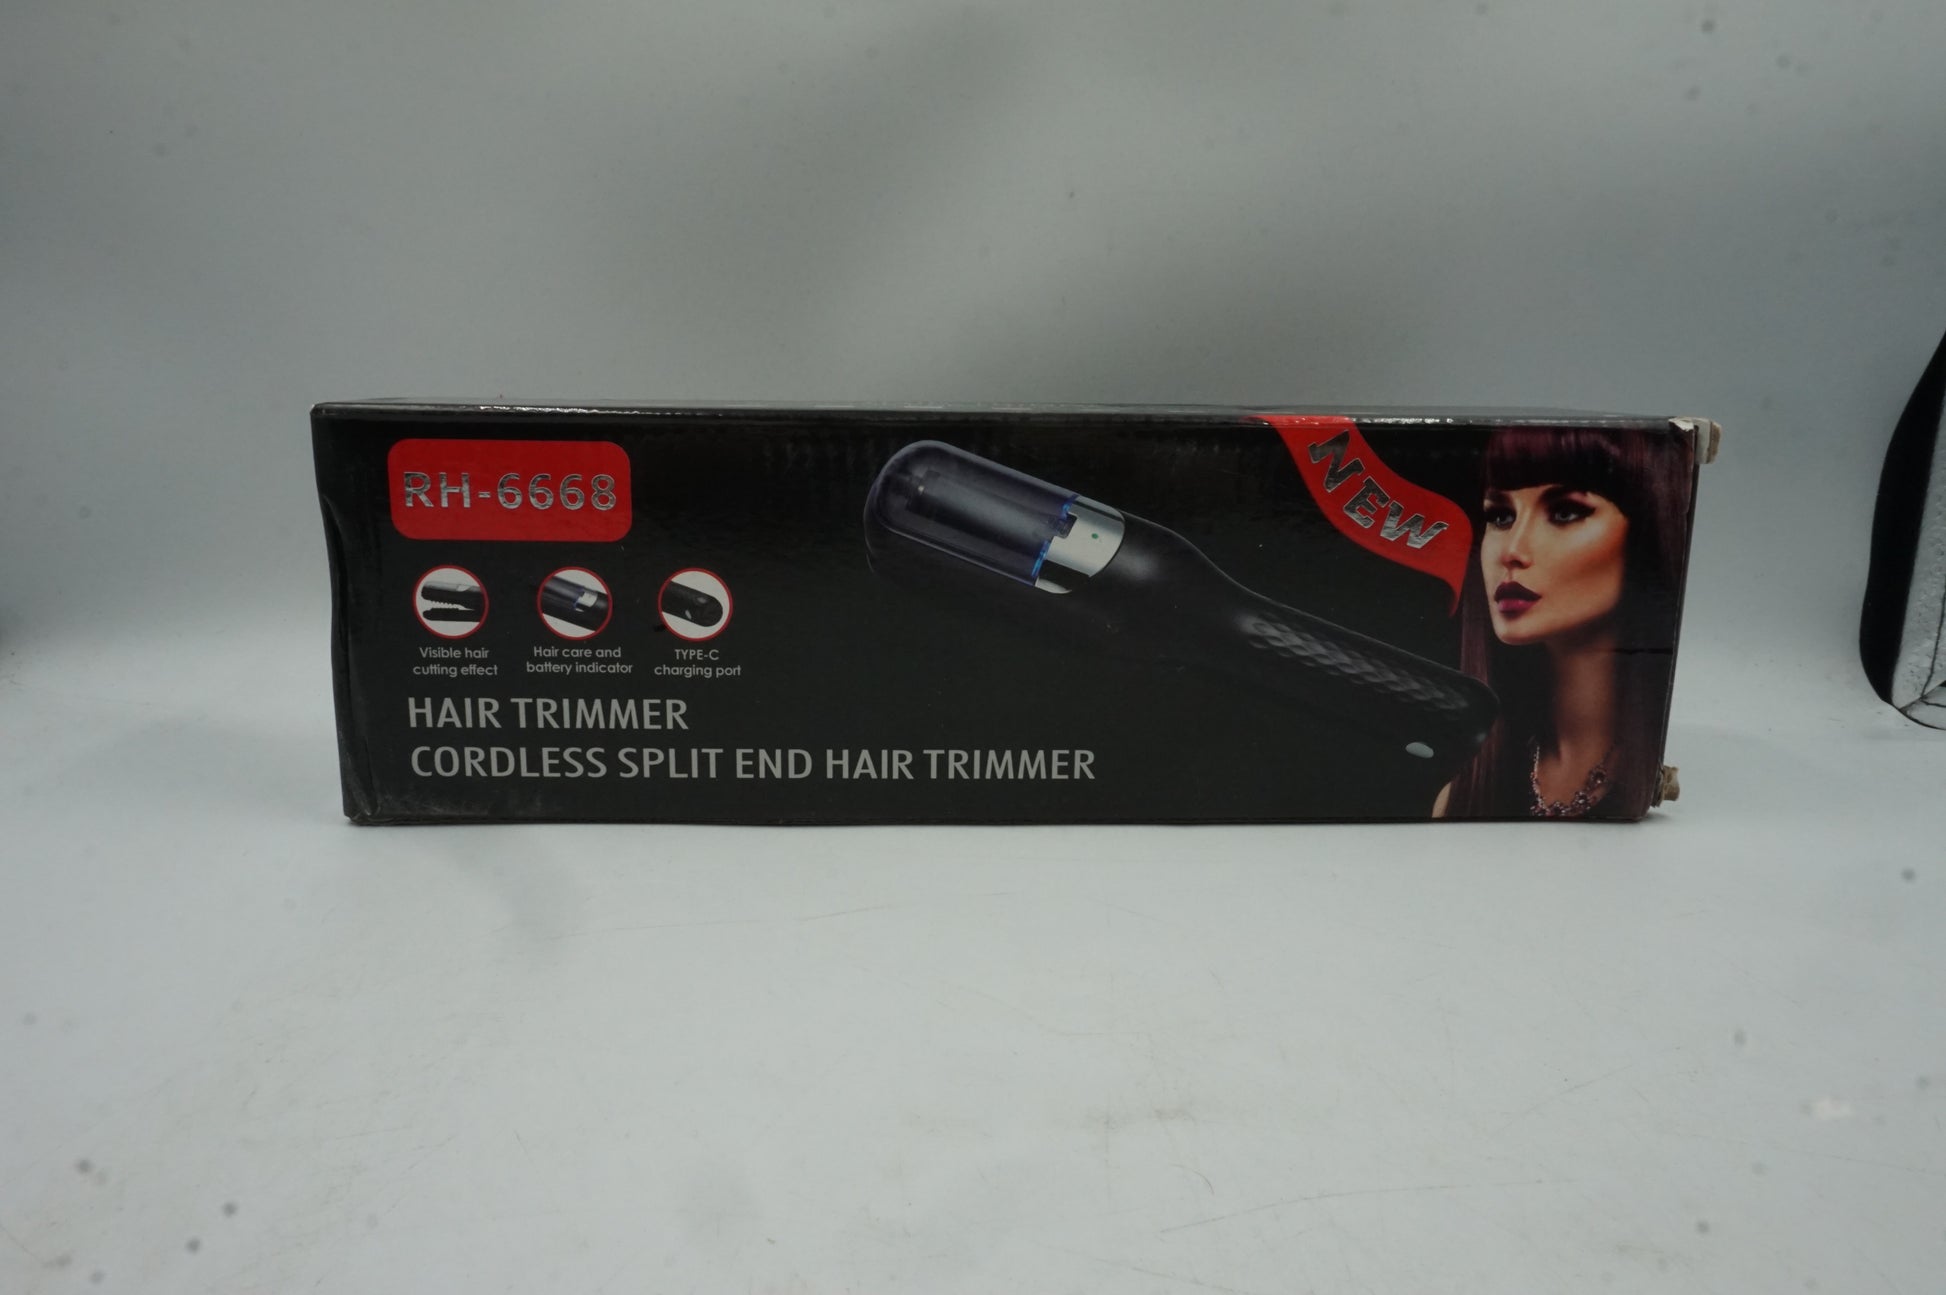 RH-6668
NEW
Visible hair
cutting effect
Hair care and
battery indicator
TYPE-C
charging port
HAIR TRIMMER
CORDLESS SPLIT END HAIR TRIMMER